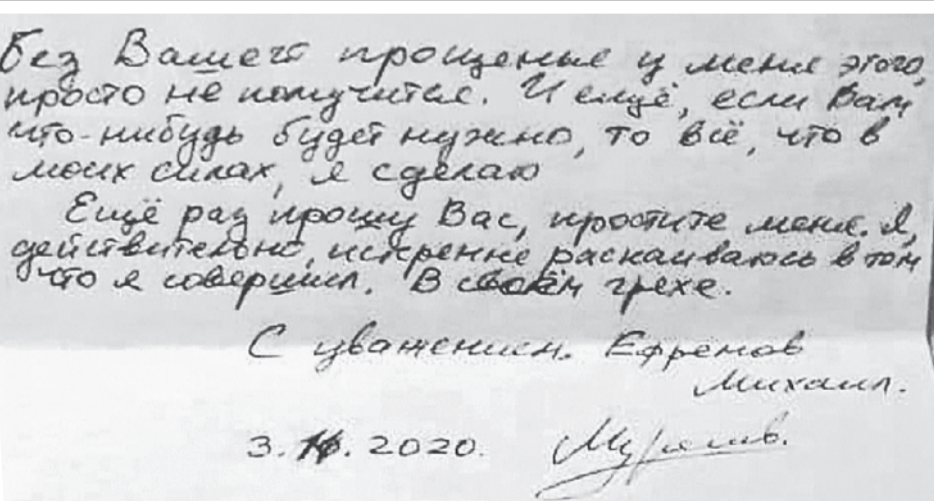 Без Вашего прощенье у меня этого,
просто не получится. И ещё, если Вам
что-нибудь будет нужно, то всё, что в
моих силах, я сделаю
Ещё раз прошу Вас, простите меня. Я,
действительно, искренне раскаиваюсь в том
что я совершил. В своём грехе.
С уважением. Ефремов
Михаил.
3. 2020.